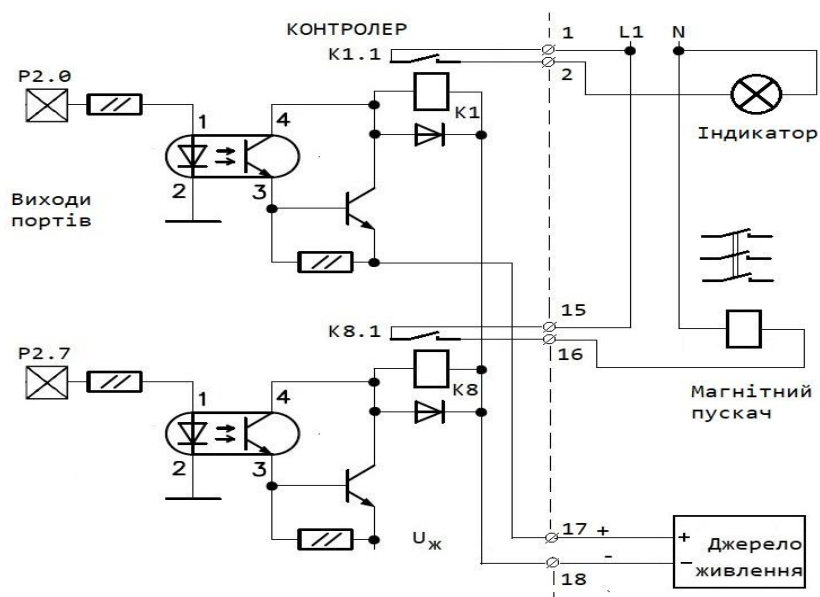 КОНТРОЛЕР
1
L1
N
K1.1
2
P2.0
K1
Індикатор
1
4
2
3
Виходи
портів
15
K8.1
16
P2.7
K8
Магнітний
пускач
1
4
2
3
Uж
17
+
18
-
+
-
Джерело
живлення